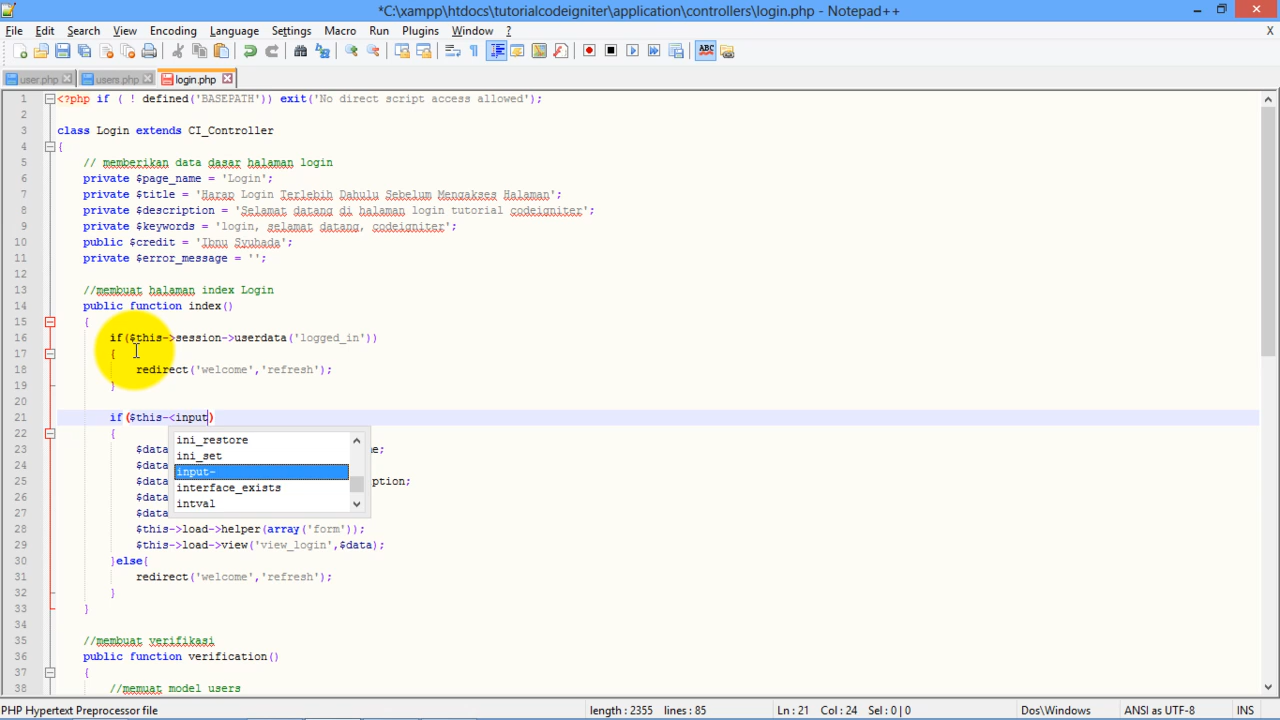 *C:\xampp\htdocs\tutorialcodeigniter\application\controllers\login.php - Notepad++
File Edit Search View Encoding Language Settings Macro Run Plugins Window ? X
user.php users.php login.php
1 <?php if ( ! defined('BASEPATH')) exit('No direct script access allowed');
2
3 class Login extends CI_Controller
4 {
5 // memberikan data dasar halaman login
6 private $page_name = 'Login';
7 private $title = 'Harap Login Terlebih Dahulu Sebelum Mengakses Halaman';
8 private $description = 'Selamat datang di halaman login tutorial codeigniter';
9 private $keywords = 'login, selamat datang, codeigniter';
10 public $credit = 'Ibnu Syuhada';
11 private $error_message = '';
12
13 //membuat halaman index Login
14 public function index()
15 {
16 if($this->session->userdata('logged_in'))
17 {
18 redirect('welcome','refresh');
19 }
20
21 if($this-<input)
22 {
23 $data e;
24 $data
25 $data ption;
26 $data
27 $data
ini_restore
ini_set
input-
interface_exists
intval
28 $this->load->helper(array('form'));
29 $this->load->view('view_login',$data);
30 }else{
31 redirect('welcome','refresh');
32 }
33 }
34
35 //membuat verifikasi
36 public function verification()
37 {
38 //memuat model users
PHP Hypertext Preprocessor file length : 2355 lines : 85 Ln : 21 Col : 24 Sel : 0 | 0 Dos\Windows ANSI as UTF-8 INS